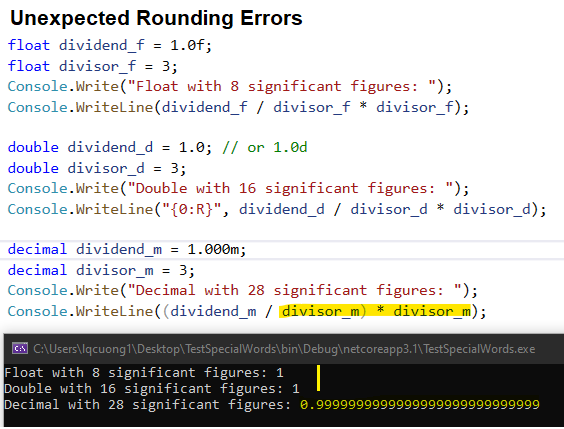 Unexpected Rounding Errors
float dividend_f = 1.0f;
float divisor_f = 3;
Console.Write("Float with 8 significant figures: ");
Console.WriteLine(dividend_f / divisor_f * divisor_f);
double dividend_d = 1.0; // or 1.0d
double divisor_d = 3;
Console.Write("Double with 16 significant figures: ");
Console.WriteLine("{0:R}", dividend_d / divisor_d * divisor_d);
decimal dividend_m = 1.000m;
decimal divisor_m = 3;
Console.Write("Decimal with 28 significant figures: ");
Console.WriteLine((dividend_m / divisor_m) * divisor_m);
C:\Users\lqcuong1\Desktop\TestSpecialWords\bin\Debug\netcoreapp3.1\TestSpecialWords.exe
Float with 8 significant figures: 1
Double with 16 significant figures: 1
Decimal with 28 significant figures: 0.9999999999999999999999999999